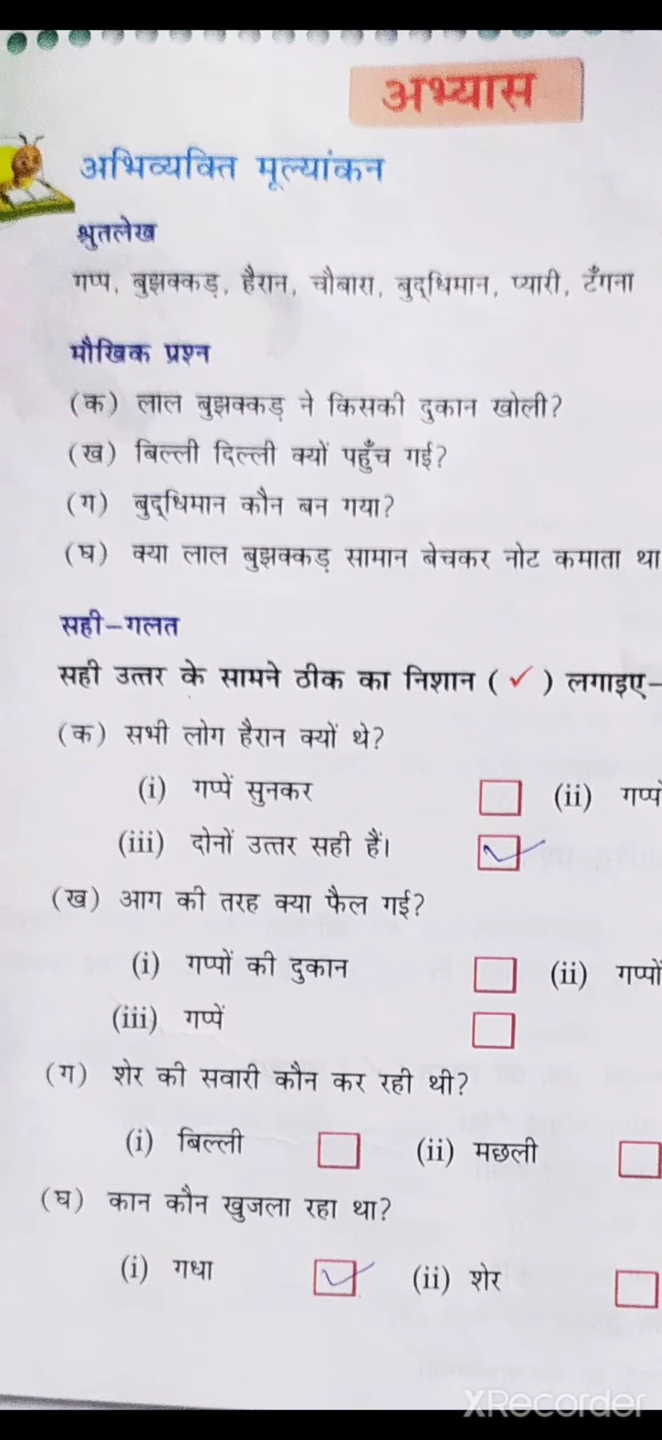 अभ्यास
अभिव्यक्ति मूल्यांकन
श्रुतलेख
गप्प, बुझक्कड़, हैरान, चौबारा, बुद्धिमान, प्यारी, टँगना
मौखिक प्रश्न
(क) लाल बुझक्कड़ ने किसकी दुकान खोली?
(ख) बिल्ली दिल्ली क्यों पहुँच गई?
(ग) बुद्धिमान कौन बन गया?
(घ) क्या लाल बुझक्कड़ सामान बेचकर नोट कमाता था
सही-गलत
सही उत्तर के सामने ठीक का निशान ( ✓ ) लगाइए-
(क) सभी लोग हैरान क्यों थे?
(i) गप्पें सुनकर (ii)
(iii) दोनों उत्तर सही हैं। ✓
(ख) आग की तरह क्या फैल गई?
(i) गप्पों की दुकान (ii) गप्पों
(iii) गप्पें
(ग) शेर की सवारी कौन कर रही थी?
(i) बिल्ली (ii) मछली
(घ) कान कौन खुजला रहा था?
(i) गधा ✓ (ii) शेर
XRecorder